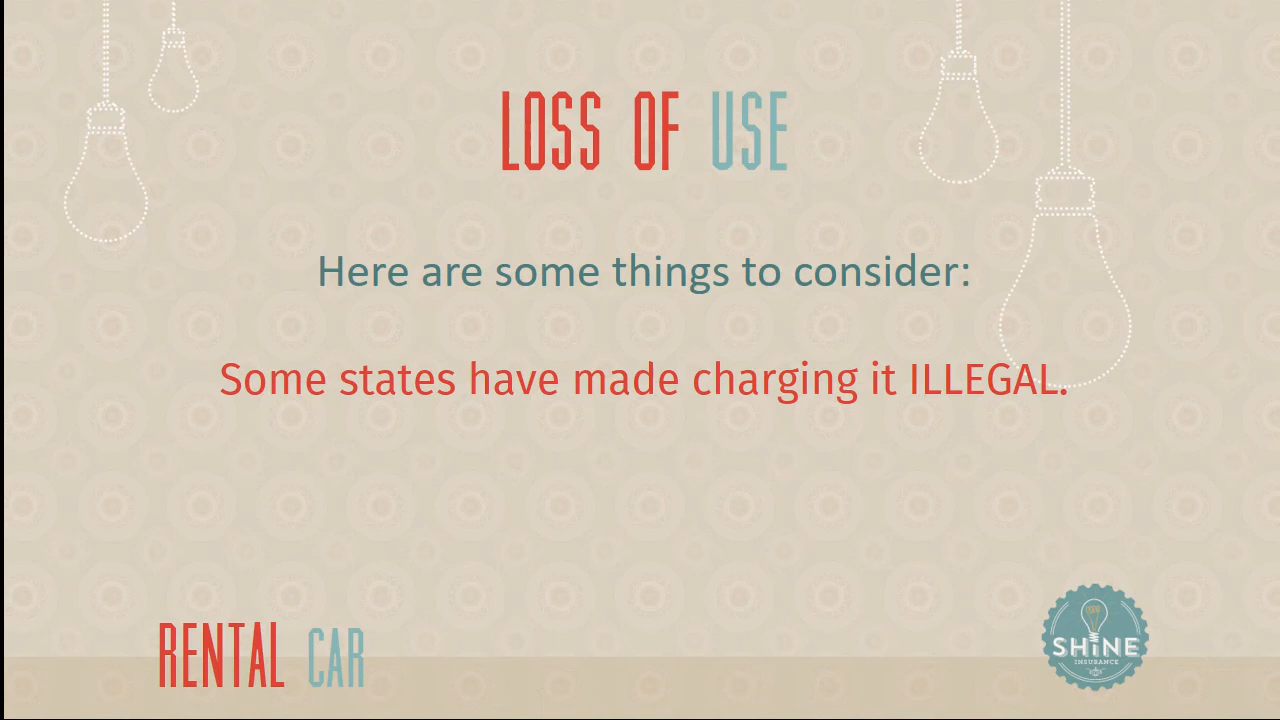 LOSS OF USE
Here are some things to consider:
Some states have made charging it ILLEGAL.
RENTAL CAR
SHiNE
INSURANCE